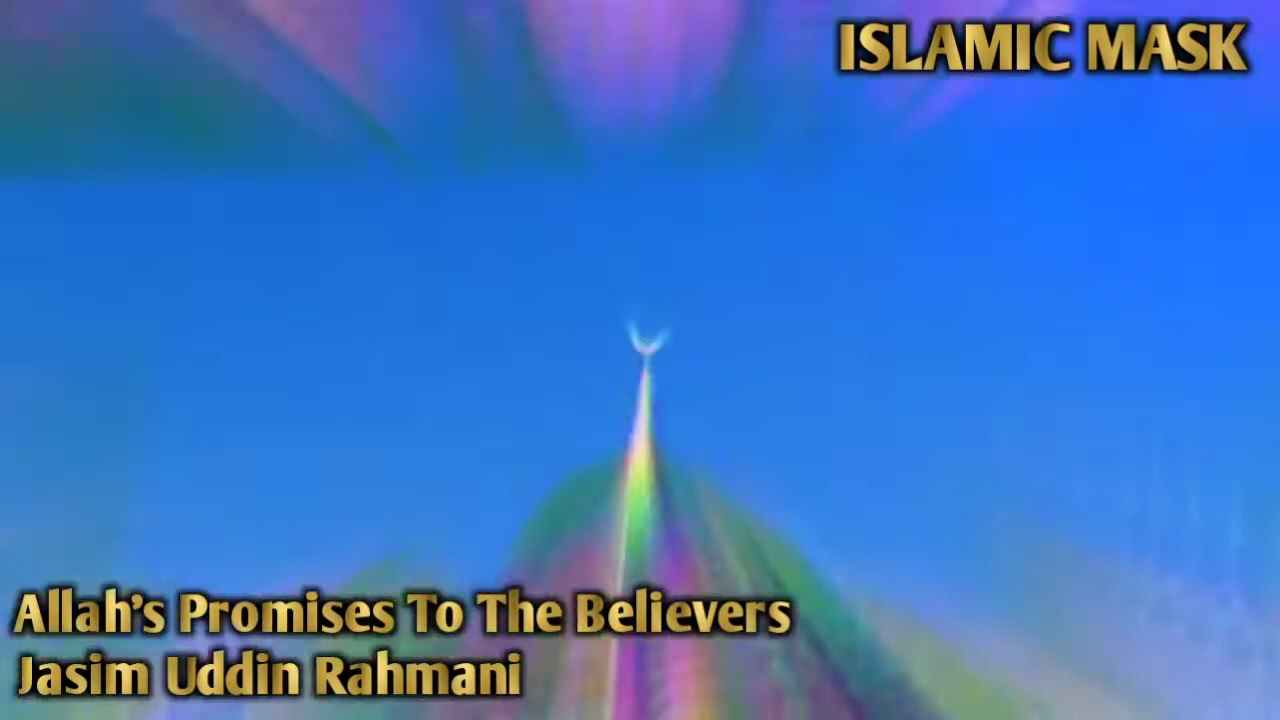 ISLAMIC MASK
Allah's Promises To The Believers
Jasim Uddin Rahmani